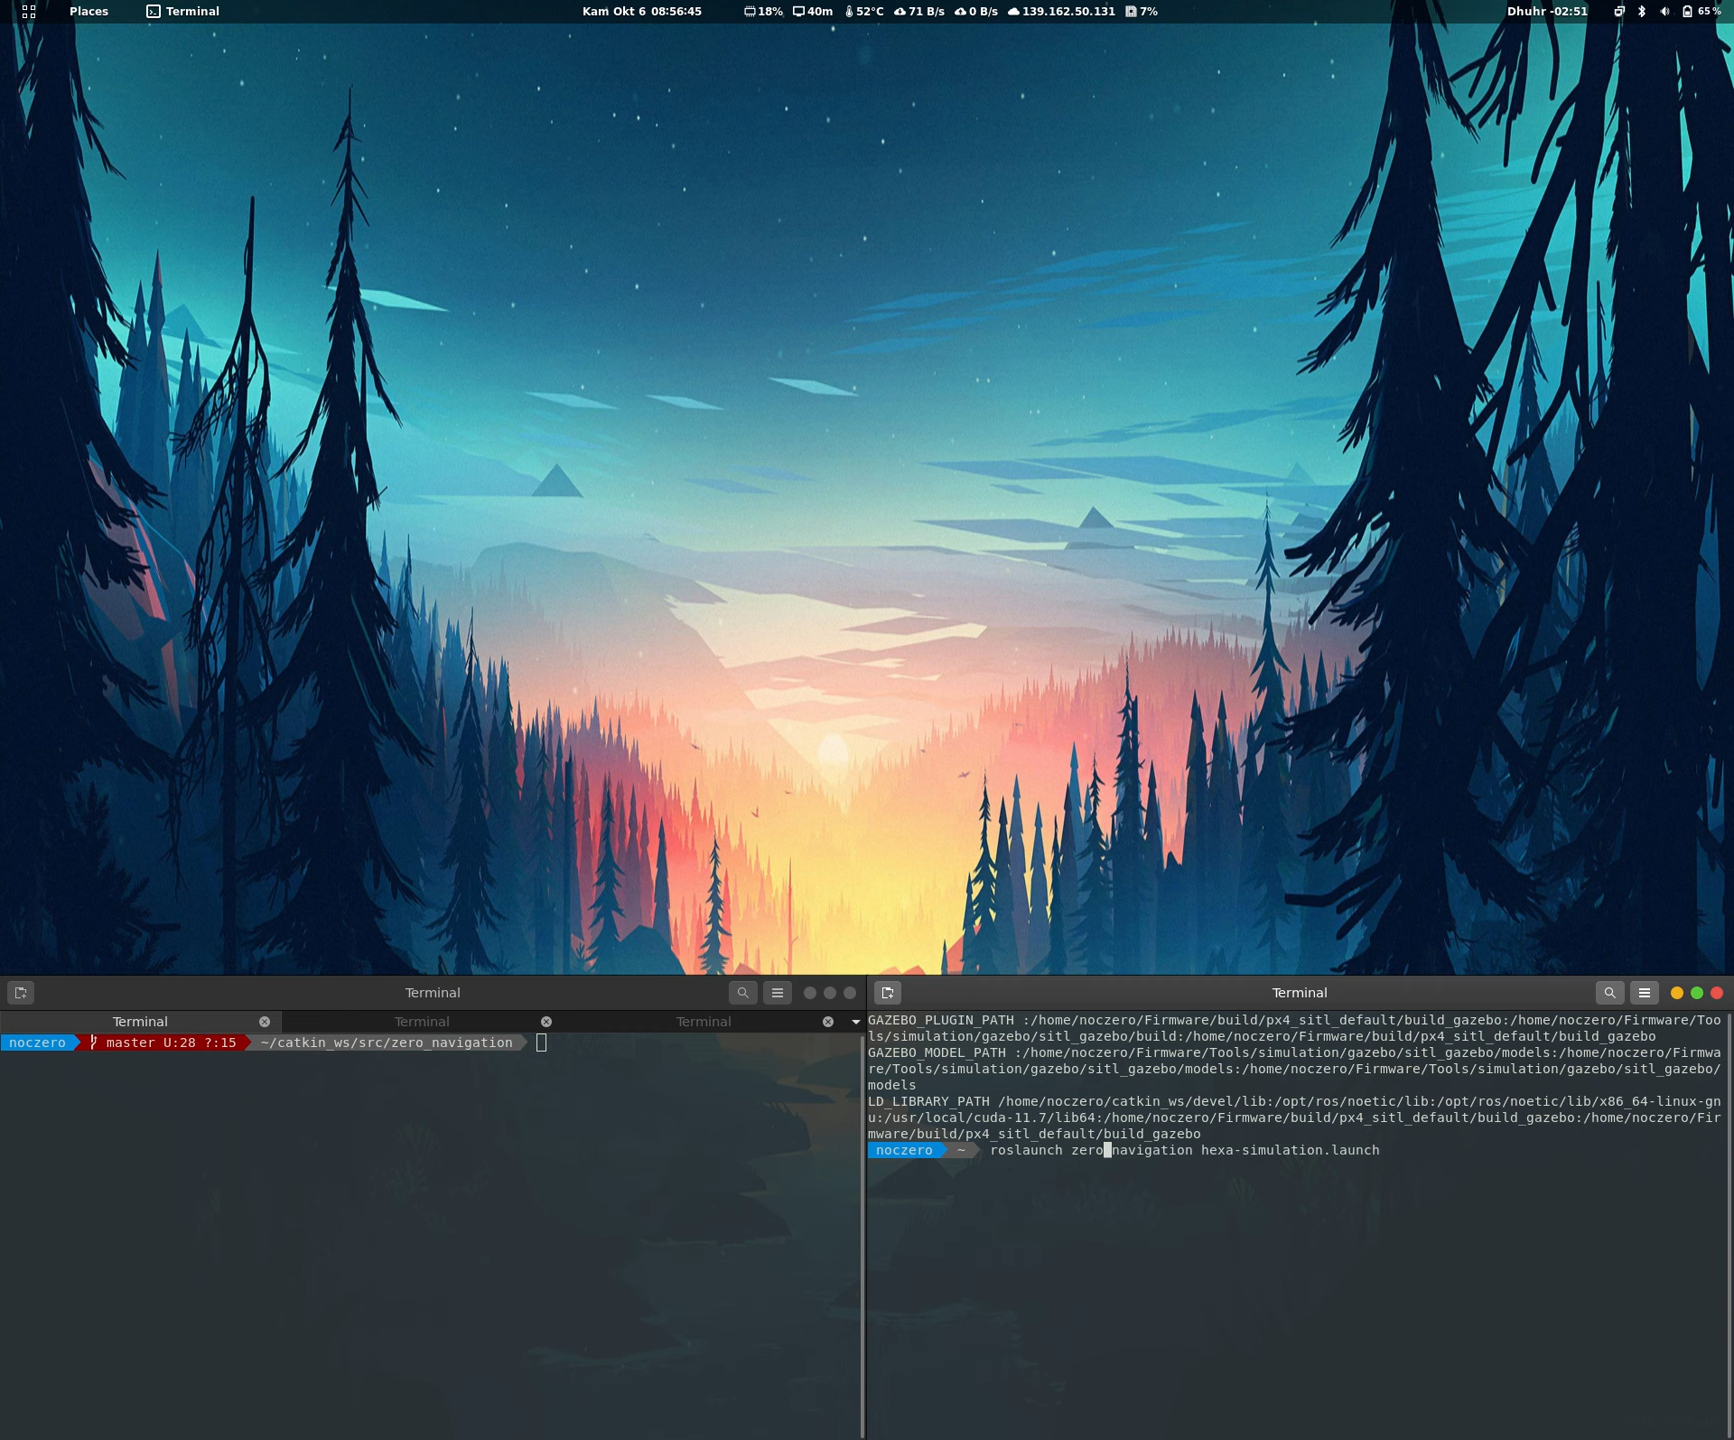 Places Terminal Kam Okt 6 08:56:45 18% 40m 52°C 71 B/s 0 B/s 139.162.50.131 7% Dhuhr -02:51 65 %
Terminal
Terminal Terminal Terminal
noczero master U:28 ?:15 ~/catkin_ws/src/zero_navigation
Terminal
GAZEBO_PLUGIN_PATH :/home/noczero/Firmware/build/px4_sitl_default/build_gazebo:/home/noczero/Firmware/Too
ls/simulation/gazebo/sitl_gazebo/build:/home/noczero/Firmware/build/px4_sitl_default/build_gazebo
GAZEBO_MODEL_PATH :/home/noczero/Firmware/Tools/simulation/gazebo/sitl_gazebo/models:/home/noczero/Firmwa
re/Tools/simulation/gazebo/sitl_gazebo/models:/home/noczero/Firmware/Tools/simulation/gazebo/sitl_gazebo/
models
LD_LIBRARY_PATH /home/noczero/catkin_ws/devel/lib:/opt/ros/noetic/lib:/opt/ros/noetic/lib/x86_64-linux-gn
u:/usr/local/cuda-11.7/lib64:/home/noczero/Firmware/build/px4_sitl_default/build_gazebo:/home/noczero/Fir
mware/build/px4_sitl_default/build_gazebo
noczero ~ roslaunch zero navigation hexa-simulation.launch